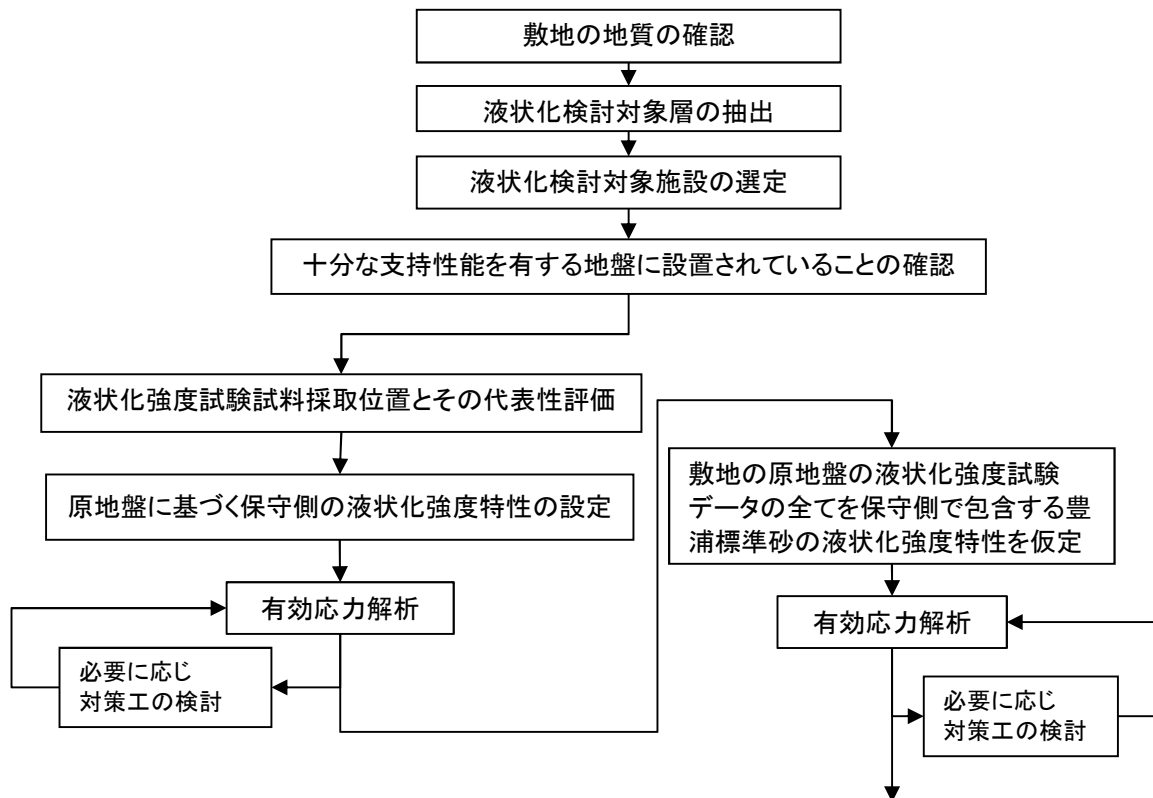 敷地の地質の確認
液状化検討対象層の抽出
液状化検討対象施設の選定
十分な支持性能を有する地盤に設置されていることの確認
液状化強度試験試料採取位置とその代表性評価
原地盤に基づく保守側の液状化強度特性の設定
有効応力解析
必要に応じ
対策工の検討
敷地の原地盤の液状化強度試験
データの全てを保守側で包含する豊
浦標準砂の液状化強度特性を仮定
有効応力解析
必要に応じ
対策工の検討